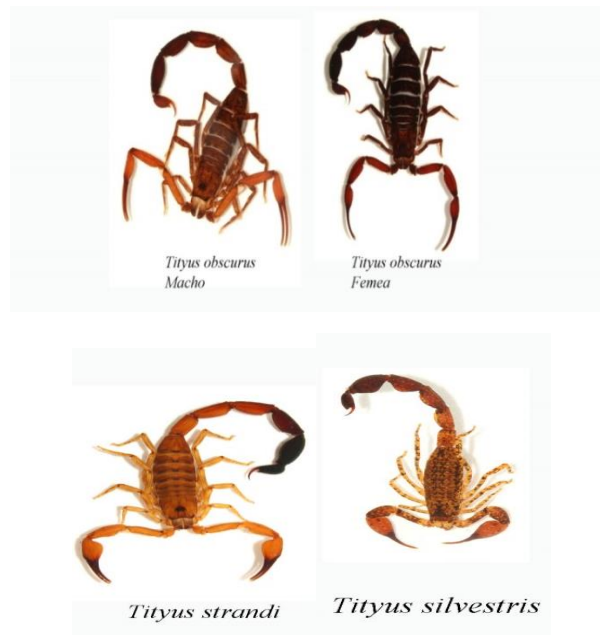 Tityus obscurus
Macho
Tityus obscurus
Femea
Tityus strandi
Tityus silvestris